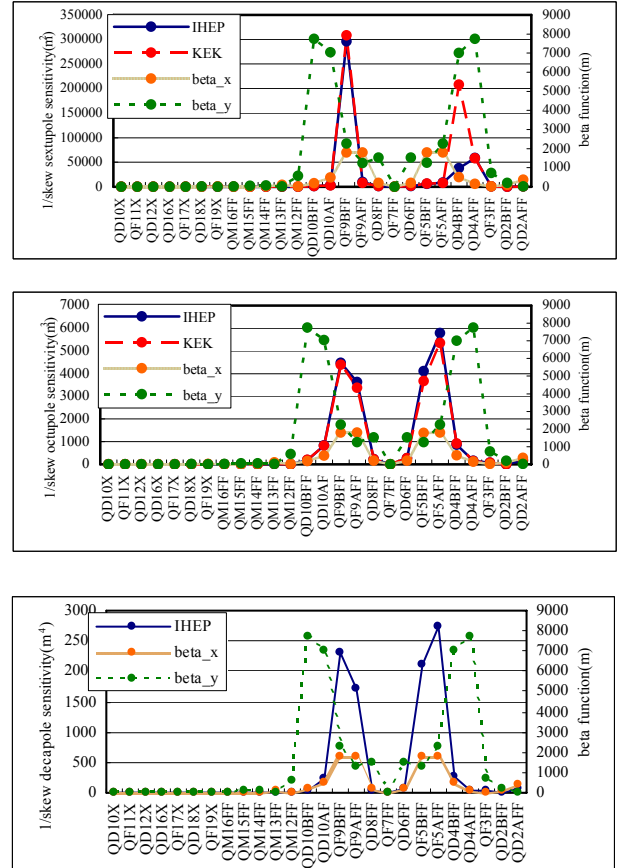 350000
300000
250000
200000
150000
100000
50000
0
1/skew sextupole sensitivity(m²)
IHEP
KEK
beta_x
beta_y
9000
8000
7000
6000
5000
4000
3000
2000
1000
0
beta function(m)
QD10X
QF11X
QD12X
QD16X
QF17X
QD18X
QF19X
QM16FF
QM15FF
QM14FF
QM13FF
QM12FF
QD10BFF
QD10AF
QF9BFF
QF9AFF
QD8FF
QF7FF
QD6FF
QF5BFF
QF5AFF
QD4BFF
QD4AFF
QF3FF
QD2BFF
QD2AFF
7000
6000
5000
4000
3000
2000
1000
0
1/skew octupole sensitivity(m³)
IHEP
KEK
beta_x
beta_y
9000
8000
7000
6000
5000
4000
3000
2000
1000
0
beta function(m)
QD10X
QF11X
QD12X
QD16X
QF17X
QD18X
QF19X
QM16FF
QM15FF
QM14FF
QM13FF
QM12FF
QD10BFF
QD10AF
QF9BFF
QF9AFF
QD8FF
QF7FF
QD6FF
QF5BFF
QF5AFF
QD4BFF
QD4AFF
QF3FF
QD2BFF
QD2AFF
3000
2500
2000
1500
1000
500
0
1/skew decapole sensitivity(m⁴)
IHEP
beta_x
beta_y
9000
8000
7000
6000
5000
4000
3000
2000
1000
0
beta function(m)
QD10X
QF11X
QD12X
QD16X
QF17X
QD18X
QF19X
QM16FF
QM15FF
QM14FF
QM13FF
QM12FF
QD10BFF
QD10AF
QF9BFF
QF9AFF
QD8FF
QF7FF
QD6FF
QF5BFF
QF5AFF
QD4BFF
QD4AFF
QF3FF
QD2BFF
QD2AFF